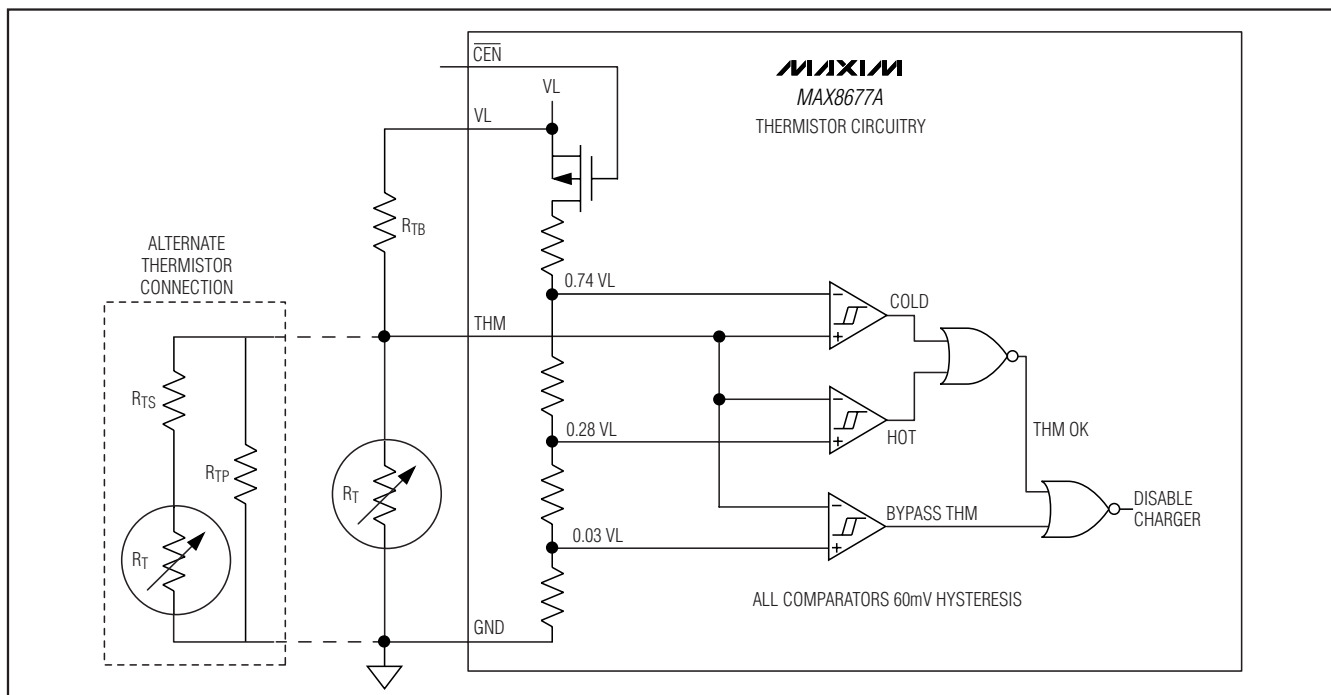 CEN
MAXIM
MAX8677A
THERMISTOR CIRCUITRY
VL
VL
RTB
ALTERNATE
THERMISTOR
CONNECTION
0.74 VL
COLD
THM
RTS
RTP
0.28 VL
HOT
THM OK
RT
RT
BYPASS THM
DISABLE
CHARGER
0.03 VL
ALL COMPARATORS 60mV HYSTERESIS
GND